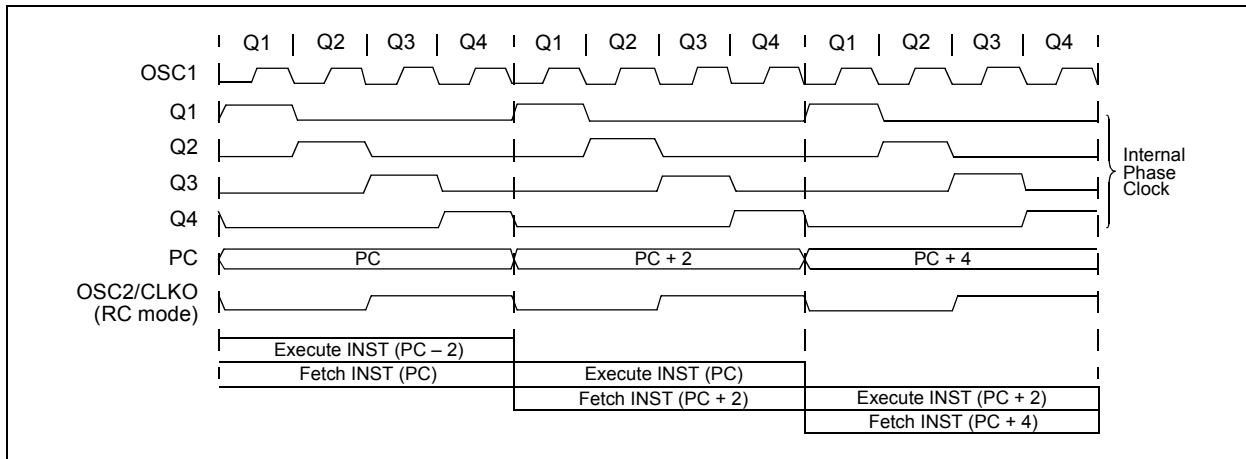 Q1 Q2 Q3 Q4 Q1 Q2 Q3 Q4 Q1 Q2 Q3 Q4
OSC1
Q1
Q2
Q3
Q4
Internal
Phase
Clock
PC PC PC + 2 PC + 4
OSC2/CLKO
(RC mode)
Execute INST (PC – 2)
Fetch INST (PC) Execute INST (PC)
Fetch INST (PC + 2) Execute INST (PC + 2)
Fetch INST (PC + 4)